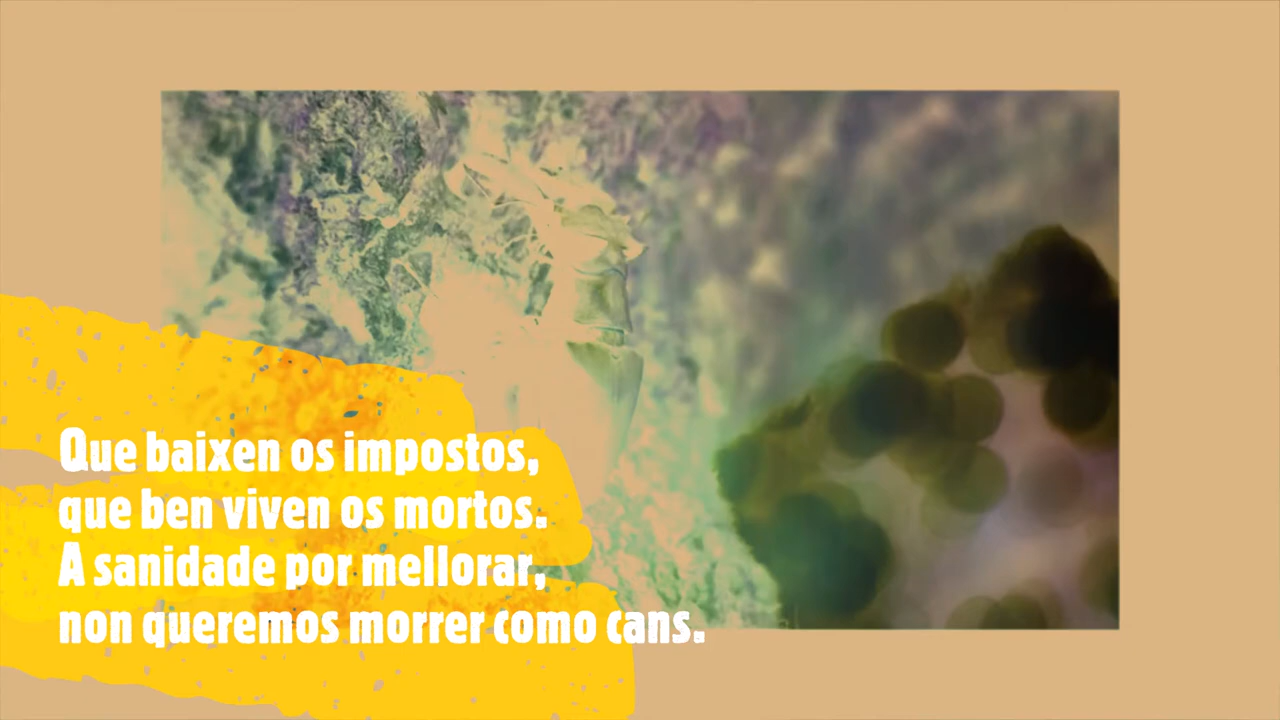 Que baixen os impostos,
que ben viven os mortos.
A sanidade por mellorar,
non queremos morrer como cans.